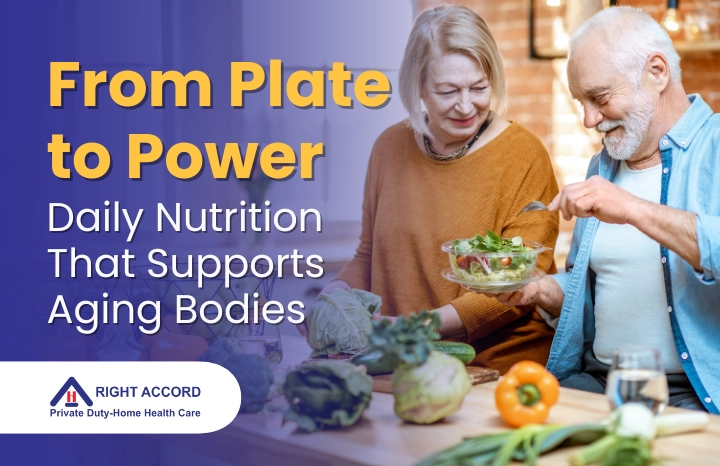 From Plate
to Power
Daily Nutrition
That Supports
Aging Bodies
RIGHT ACCORD
Private Duty-Home Health Care